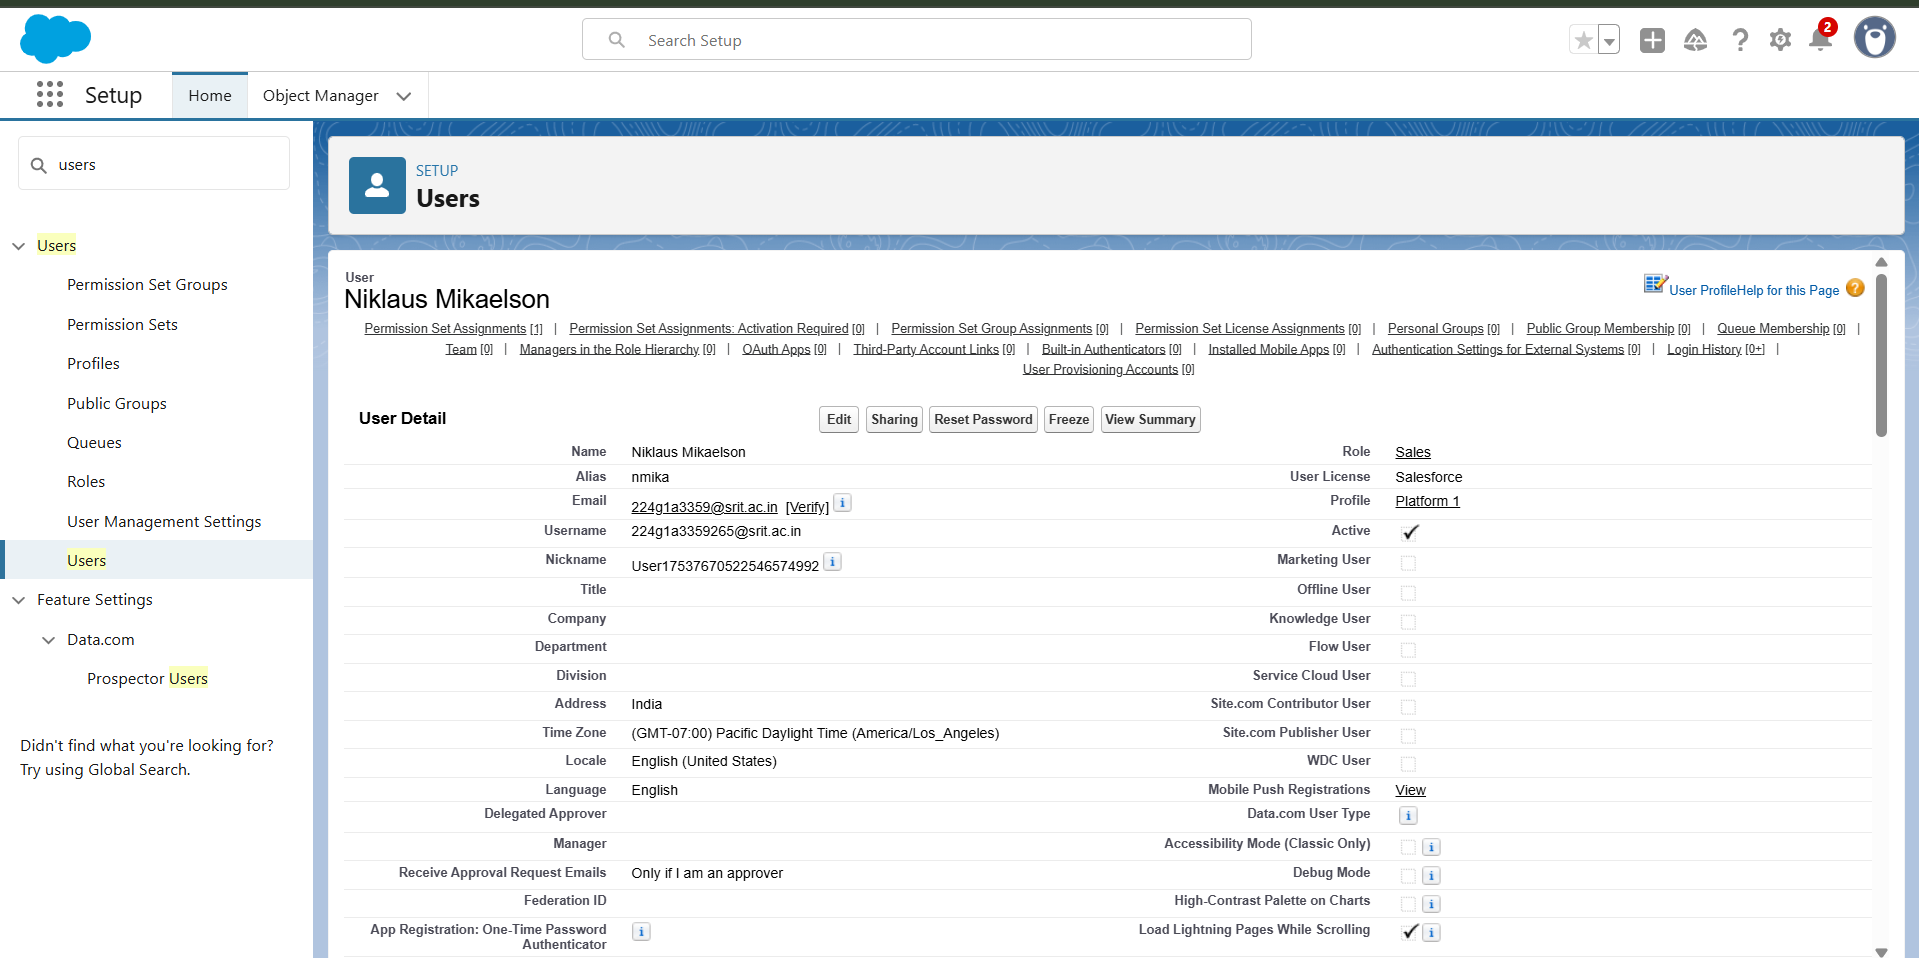 Search Setup
2
Setup
Home
Object Manager
users
Users
Permission Set Groups
Permission Sets
Profiles
Public Groups
Queues
Roles
User Management Settings
Users
Feature Settings
Data.com
Prospector Users
Didn't find what you're looking for?
Try using Global Search.
SETUP
Users
User
Niklaus Mikaelson
User Profile Help for this Page ?
Permission Set Assignments [1] | Permission Set Assignments: Activation Required [0] | Permission Set Group Assignments [0] | Permission Set License Assignments [0] | Personal Groups [0] | Public Group Membership [0] | Queue Membership [0] |
Team [0] | Managers in the Role Hierarchy [0] | OAuth Apps [0] | Third-Party Account Links [0] | Built-in Authenticators [0] | Installed Mobile Apps [0] | Authentication Settings for External Systems [0] | Login History [0+] |
User Provisioning Accounts [0]
User Detail
Edit Sharing Reset Password Freeze View Summary
Name Niklaus Mikaelson Role Sales
Alias nmika User License Salesforce
Email 224g1a3359@srit.ac.in [Verify] i Profile Platform 1
Username 224g1a3359265@srit.ac.in Active
Nickname User17537670522546574992 i Marketing User
Title Offline User
Company Knowledge User
Department Flow User
Division Service Cloud User
Address India Site.com Contributor User
Time Zone (GMT-07:00) Pacific Daylight Time (America/Los_Angeles) Site.com Publisher User
Locale English (United States) WDC User
Language English Mobile Push Registrations View
Delegated Approver Data.com User Type i
Manager Accessibility Mode (Classic Only) i
Receive Approval Request Emails Only if I am an approver Debug Mode i
Federation ID High-Contrast Palette on Charts i
App Registration: One-Time Password i Load Lightning Pages While Scrolling i
Authenticator